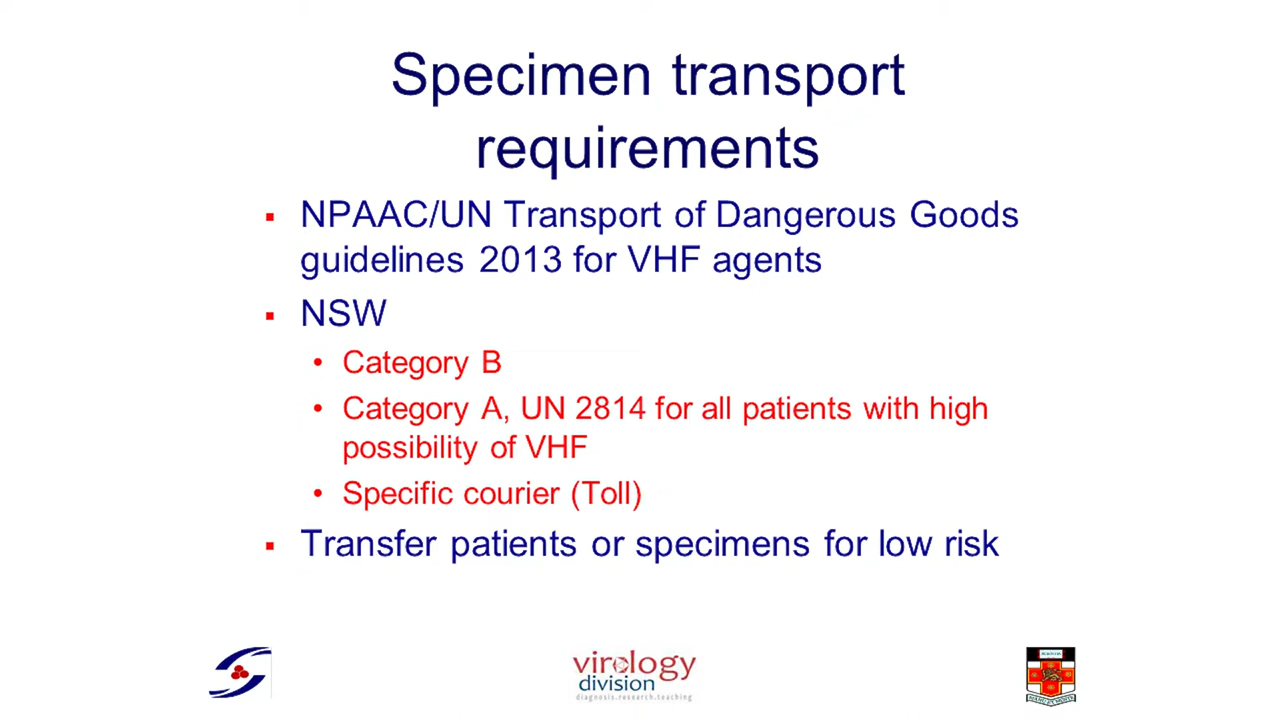 Specimen transport
requirements
▪ NPAAC/UN Transport of Dangerous Goods
guidelines 2013 for VHF agents
▪ NSW
• Category B
• Category A, UN 2814 for all patients with high
possibility of VHF
• Specific courier (Toll)
▪ Transfer patients or specimens for low risk
virology
division
diagnosis.research.teaching